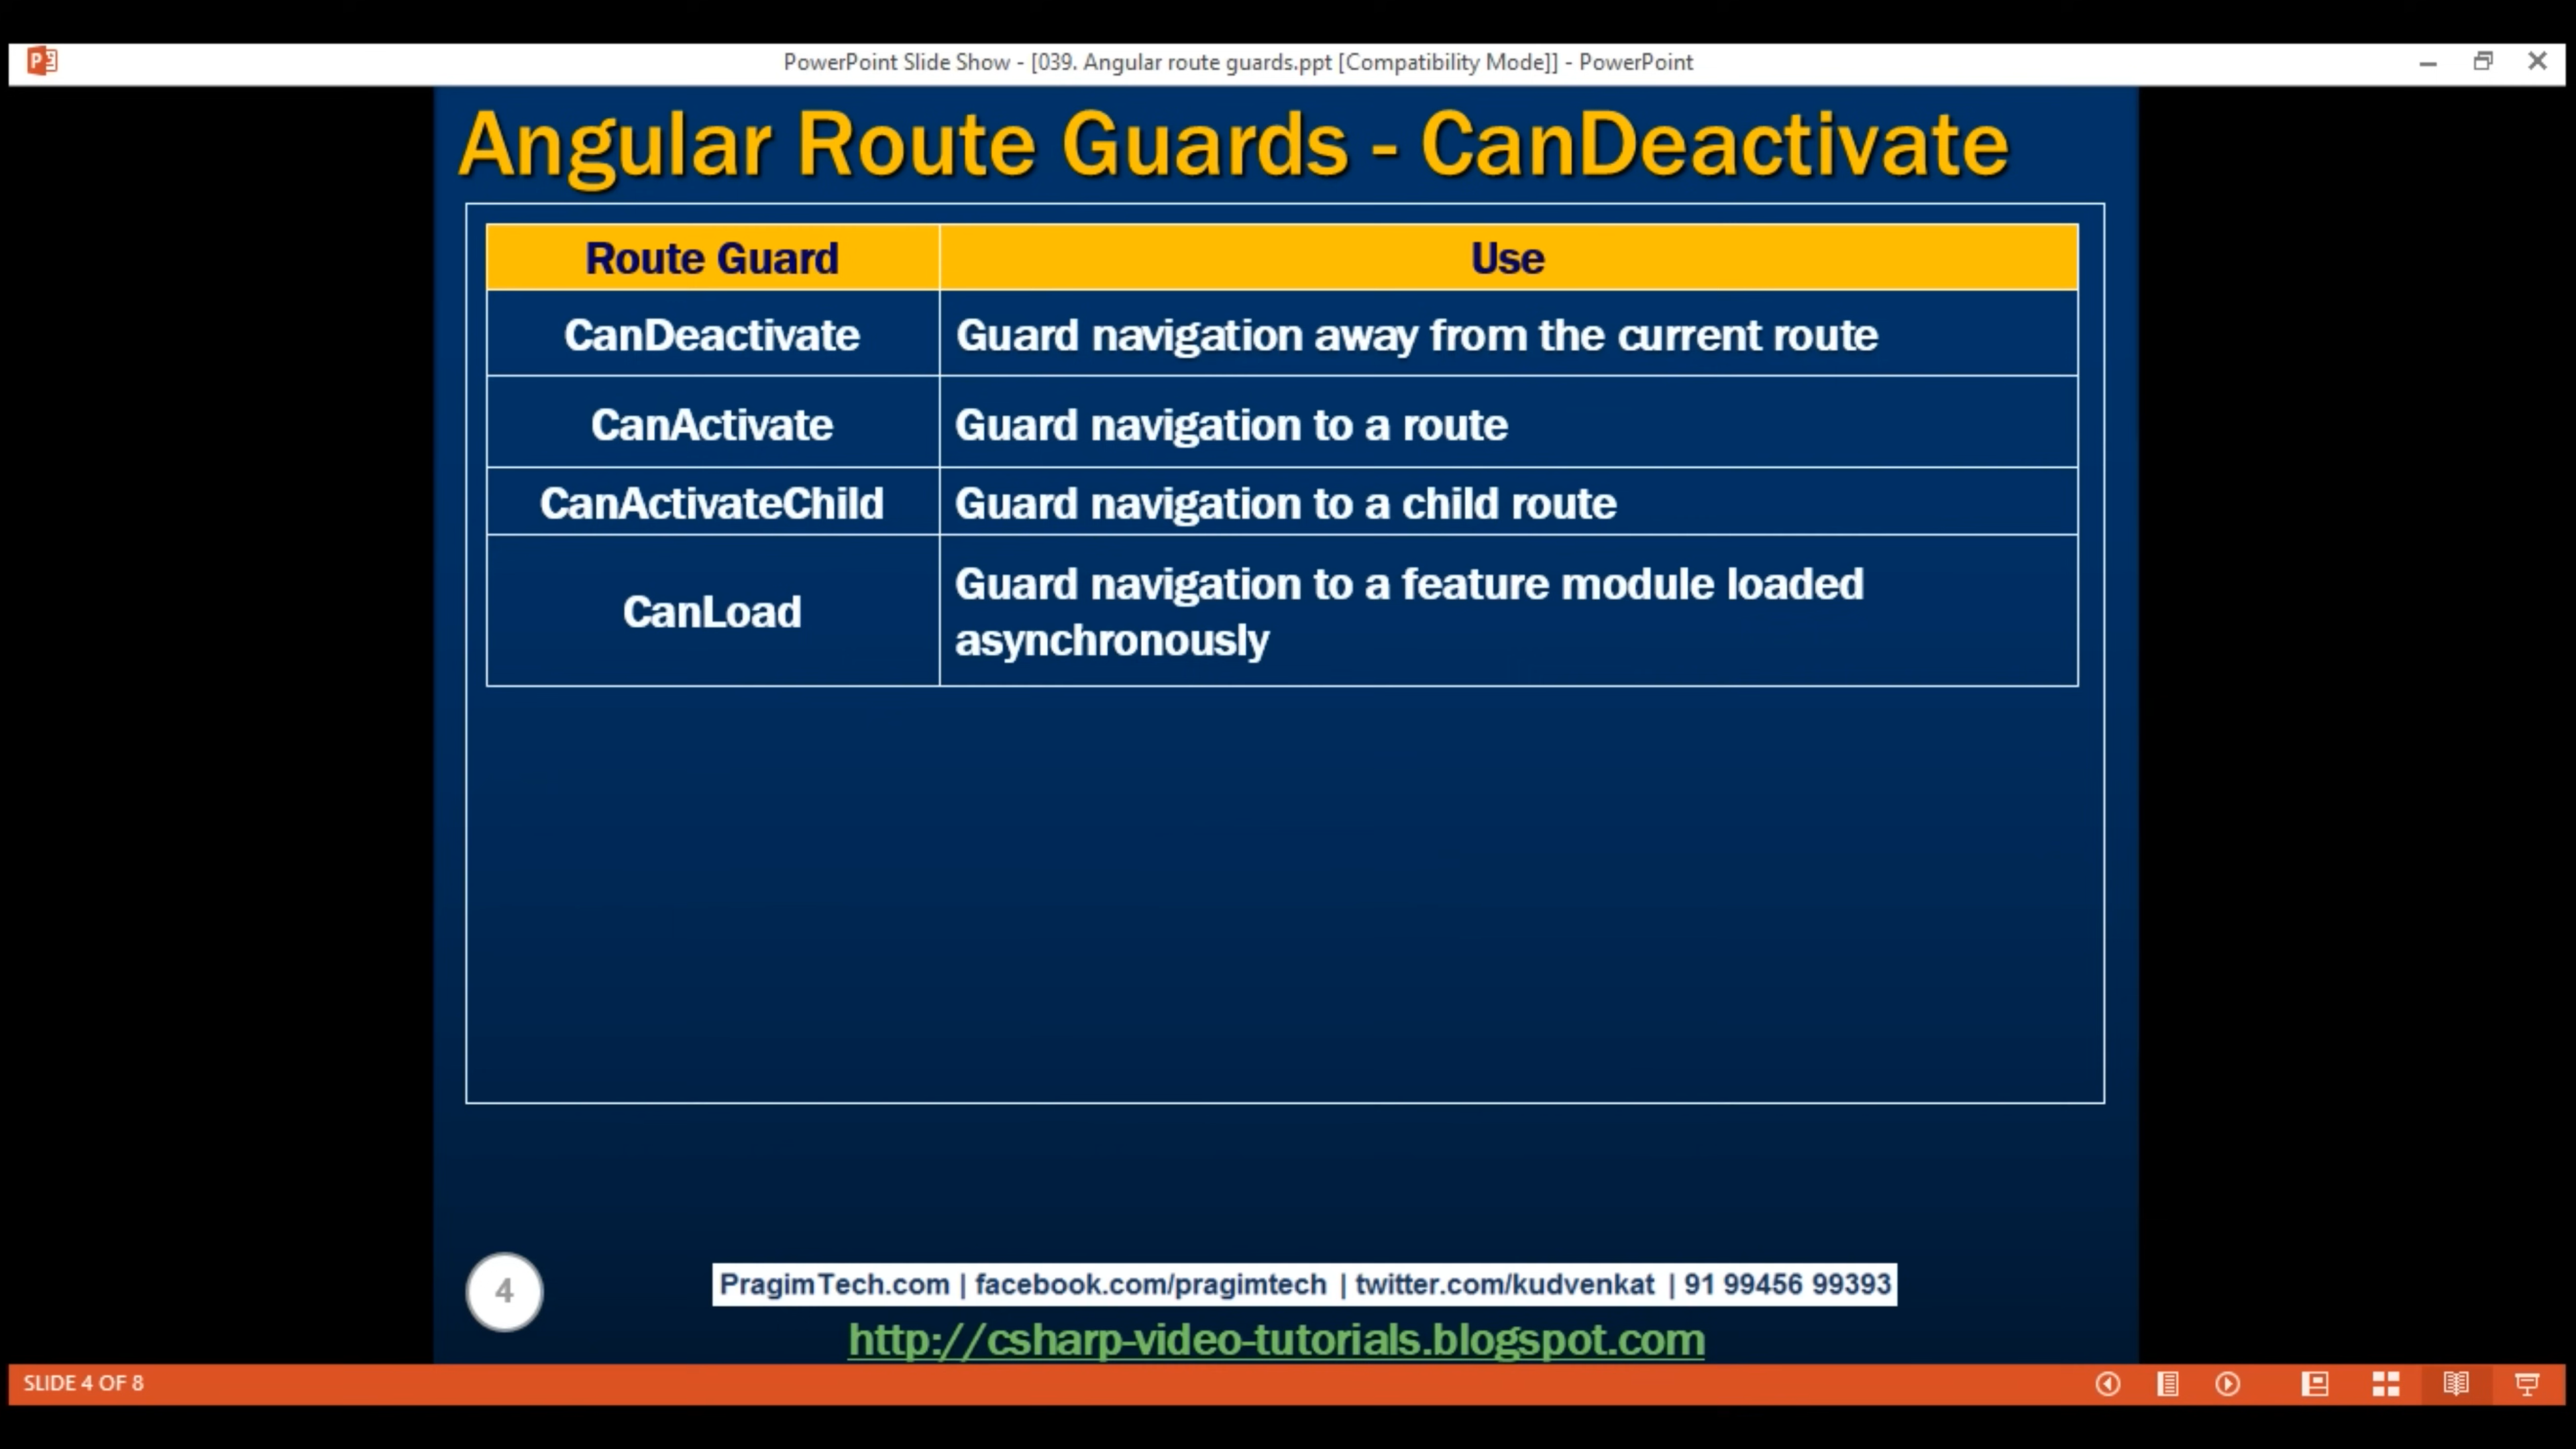 PowerPoint Slide Show - [039. Angular route guards.ppt [Compatibility Mode]] - PowerPoint
Angular Route Guards - CanDeactivate
Route Guard
Use
CanDeactivate
Guard navigation away from the current route
CanActivate
Guard navigation to a route
CanActivateChild
Guard navigation to a child route
CanLoad
Guard navigation to a feature module loaded
asynchronously
4
PragimTech.com | facebook.com/pragimtech | twitter.com/kudvenkat | 91 99456 99393
http://csharp-video-tutorials.blogspot.com
SLIDE 4 OF 8